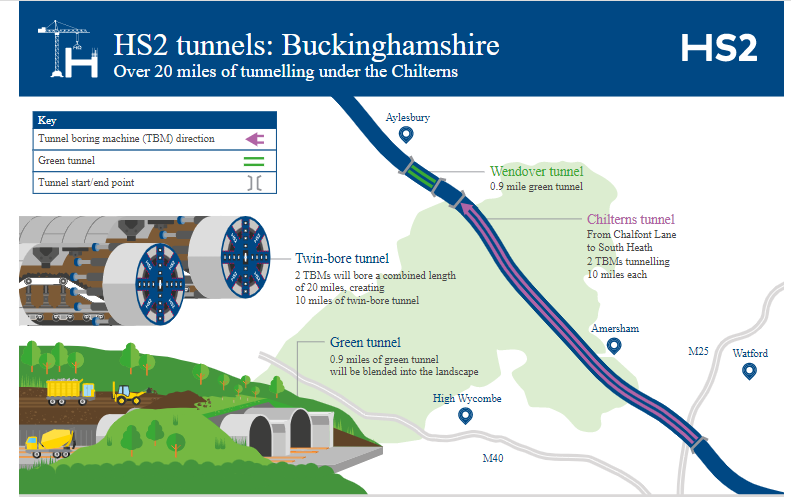 HS2
HS2 tunnels: Buckinghamshire
Over 20 miles of tunnelling under the Chilterns
HS2
Key
Tunnel boring machine (TBM) direction
Green tunnel
Tunnel start/end point
Aylesbury
Wendover tunnel
0.9 mile green tunnel
Chilterns tunnel
From Chalfont Lane
to South Heath
2 TBMs tunnelling
10 miles each
Twin-bore tunnel
2 TBMs will bore a combined length
of 20 miles, creating
10 miles of twin-bore tunnel
Green tunnel
0.9 miles of green tunnel
will be blended into the landscape
Amersham
M25
Watford
High Wycombe
M40